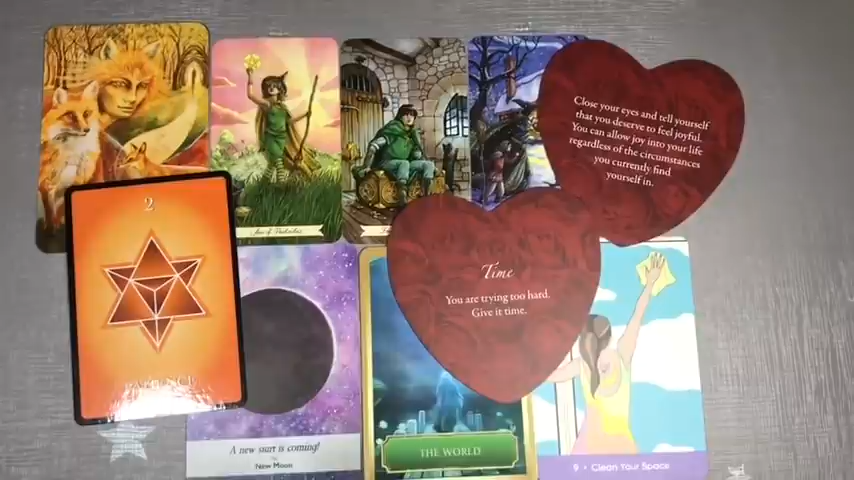 Close your eyes and tell yourself
that you deserve to feel joyful.
You can allow joy into your life
regardless of the circumstances
you currently find
yourself in.
2
Time
You are trying too hard.
Give it time.
A new start is coming!
New Moon
THE WORLD
9 • Clean Your Space